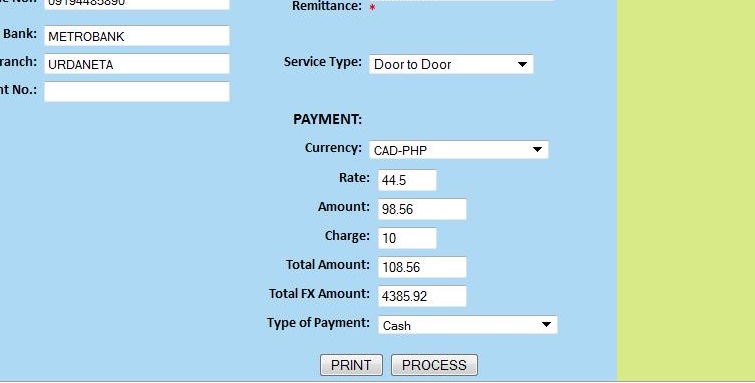 09194485890
Remittance: *
Bank: METROBANK
ranch: URDANETA
Service Type: Door to Door
nt No.:
PAYMENT:
Currency: CAD-PHP
Rate: 44.5
Amount: 98.56
Charge: 10
Total Amount: 108.56
Total FX Amount: 4385.92
Type of Payment: Cash
PRINT PROCESS